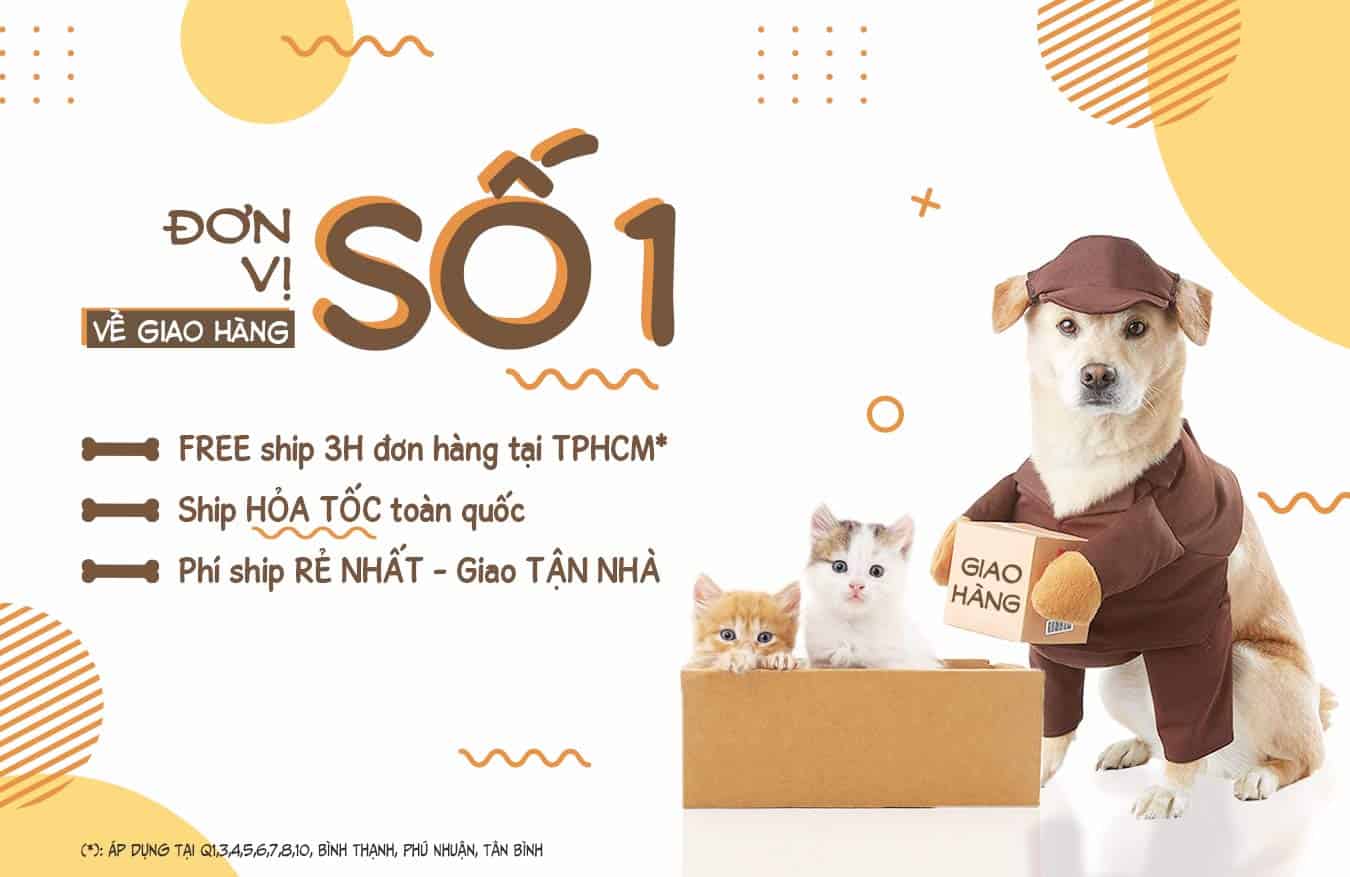 ĐƠN
VỊ
VỀ GIAO HÀNG
SỐ 1
FREE ship 3H đơn hàng tại TPHCM*
Ship HỎA TỐC toàn quốc
Phí ship RẺ NHẤT - Giao TẬN NHÀ
GIAO
HÀNG
(*): ÁP DỤNG TẠI Q1,3,4,5,6,7,8,10, BÌNH THẠNH, PHÚ NHUẬN, TÂN BÌNH